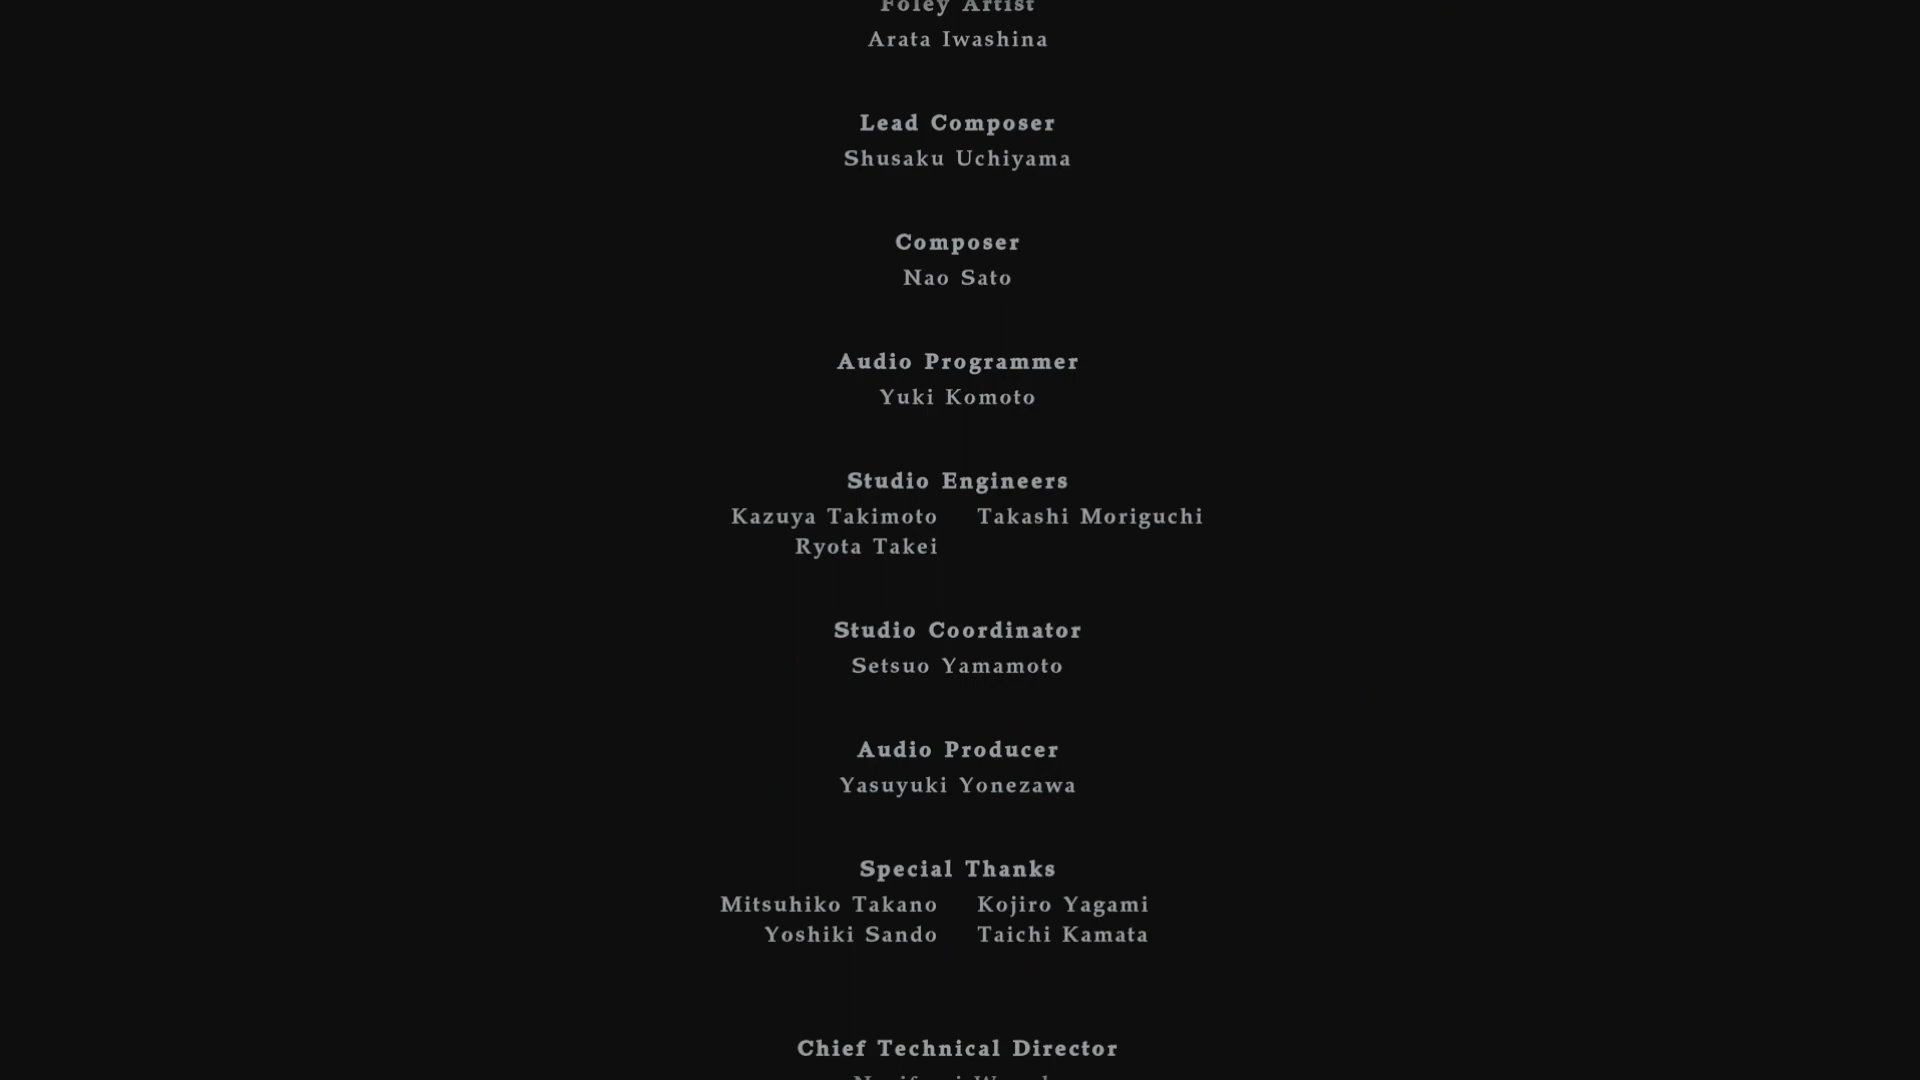 Foley Artist
Arata Iwashina
Lead Composer
Shusaku Uchiyama
Composer
Nao Sato
Audio Programmer
Yuki Komoto
Studio Engineers
Kazuya Takimoto Takashi Moriguchi
Ryota Takei
Studio Coordinator
Setsuo Yamamoto
Audio Producer
Yasuyuki Yonezawa
Special Thanks
Mitsuhiko Takano Kojiro Yagami
Yoshiki Sando Taichi Kamata
Chief Technical Director